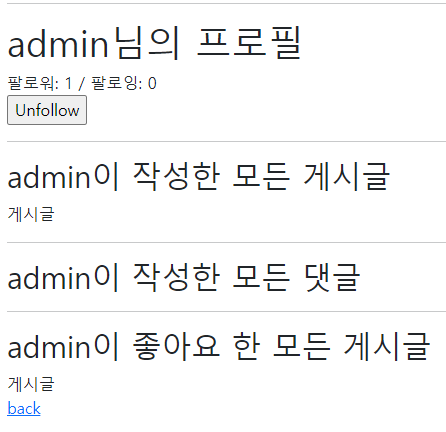 admin님의 프로필
팔로워: 1 / 팔로잉: 0
Unfollow
admin이 작성한 모든 게시글
게시글
admin이 작성한 모든 댓글
admin이 좋아요 한 모든 게시글
게시글
back